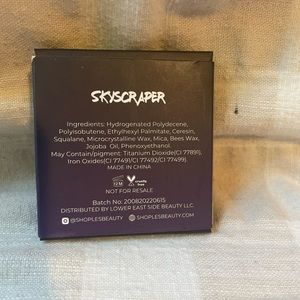 SKYSCRAPER
Ingredients: Hydrogenated Polydecene,
Polyisobutene, Ethylhexyl Palmitate, Ceresin,
Squalane, Microcrystalline Wax, Mica, Bees Wax,
Jojoba Oil, Phenoxyethanol.
May Contain/pigment: Titanium Dioxide(CI 77891),
Iron Oxides(CI 77491/CI 77492/CI 77499).
MADE IN CHINA
12M
NOT FOR RESALE
Batch No: 200820220615
DISTRIBUTED BY LOWER EAST SIDE BEAUTY LLC
@SHOPLESBEAUTY SHOPLESBEAUTY.COM